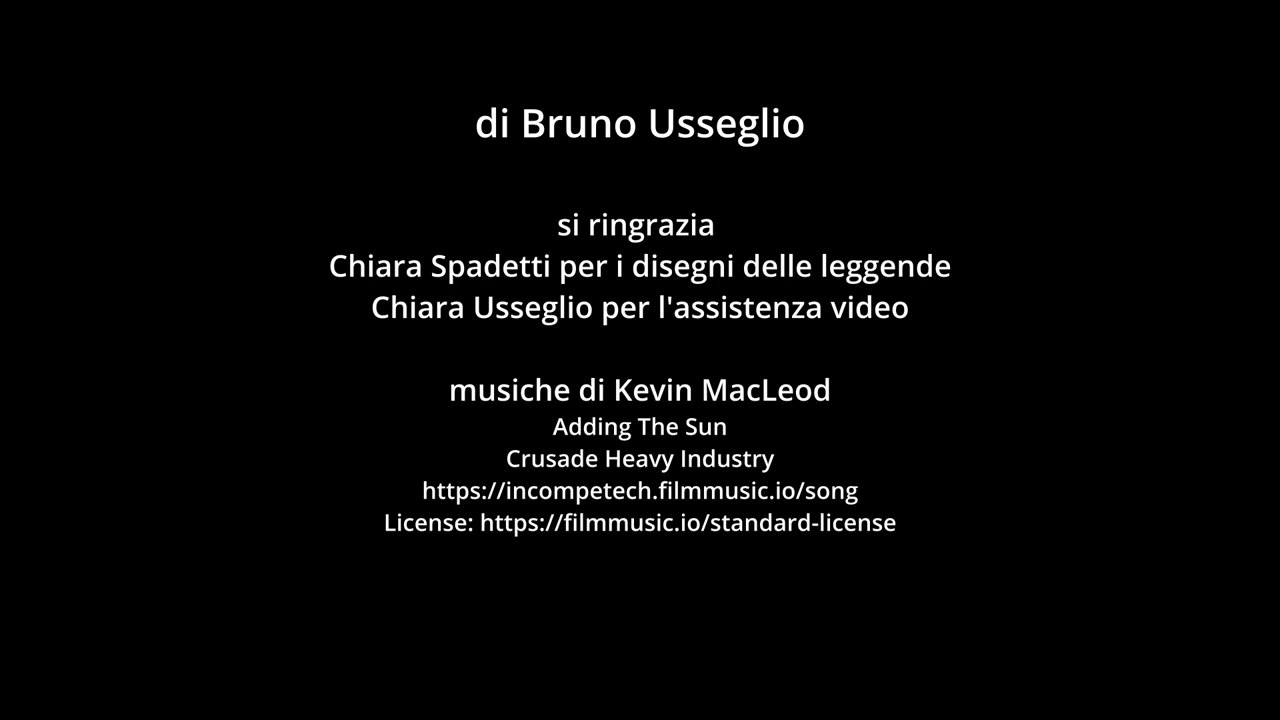 di Bruno Usseglio
si ringrazia
Chiara Spadetti per i disegni delle leggende
Chiara Usseglio per l'assistenza video
musiche di Kevin MacLeod
Adding The Sun
Crusade Heavy Industry
https://incompetech.filmmusic.io/song
License: https://filmmusic.io/standard-license